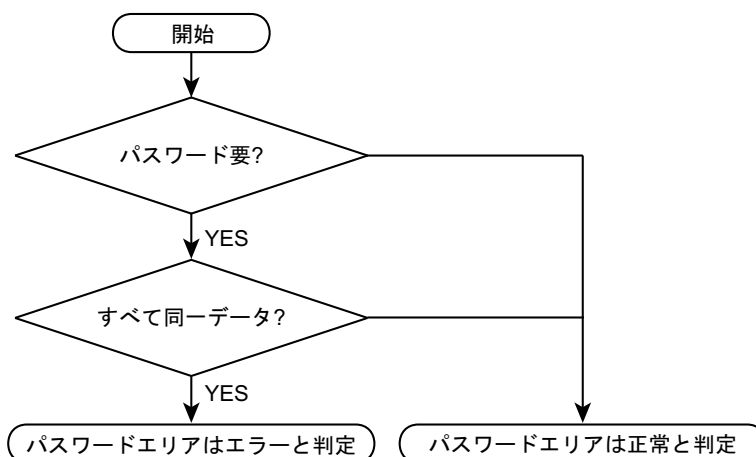 開始
パスワード要?
YES
すべて同一データ?
YES
パスワードエリアはエラーと判定
パスワードエリアは正常と判定